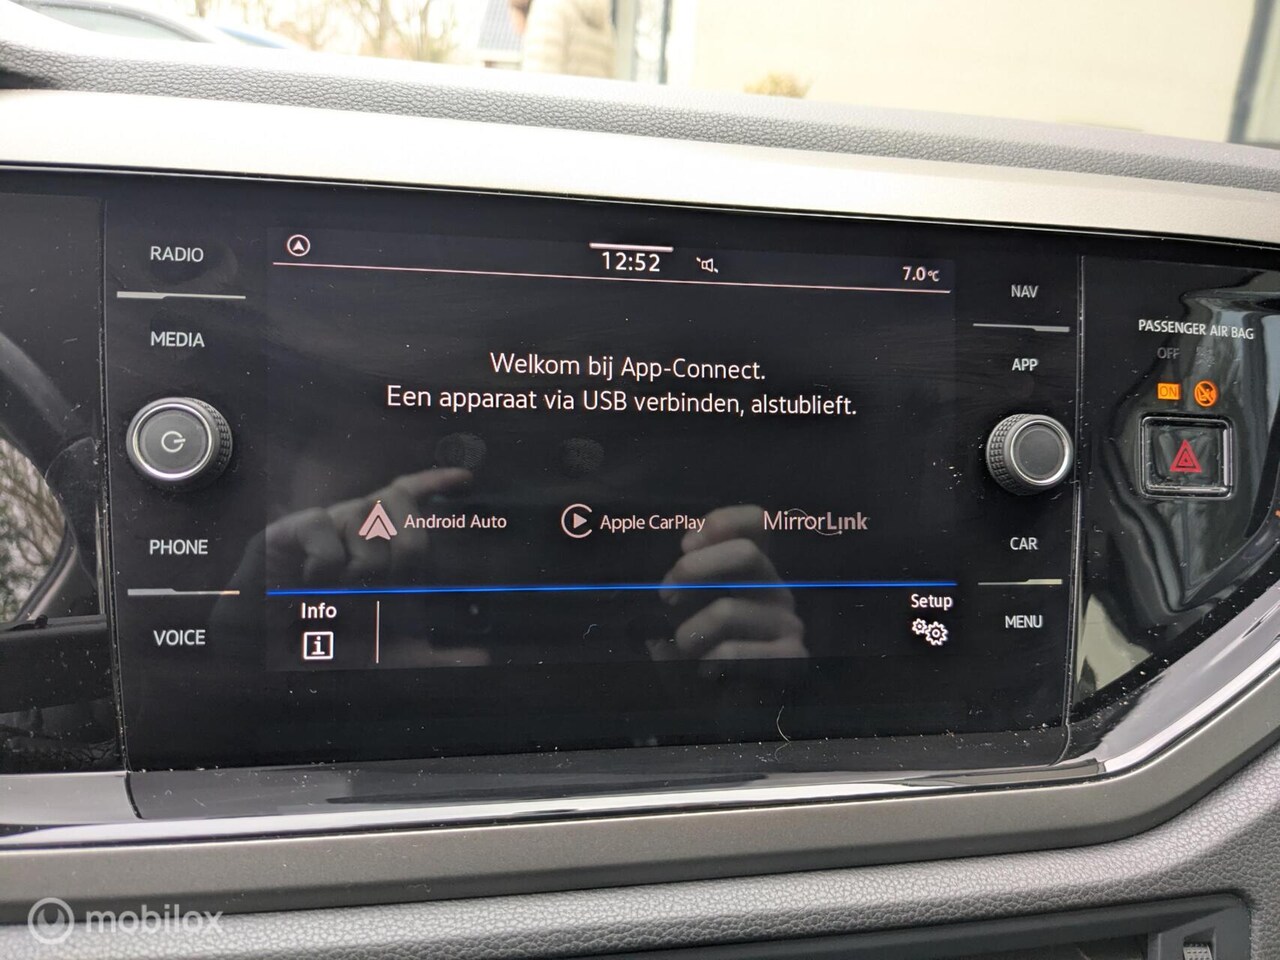 RADIO
MEDIA
PHONE
VOICE
12:52
7.0°C
Welkom bij App-Connect.
Een apparaat via USB verbinden, alstublieft.
Android Auto
Apple CarPlay
MirrorLink
Info
Setup
NAV
APP
CAR
MENU
PASSENGER AIR BAG
OFF
ON
mobilox